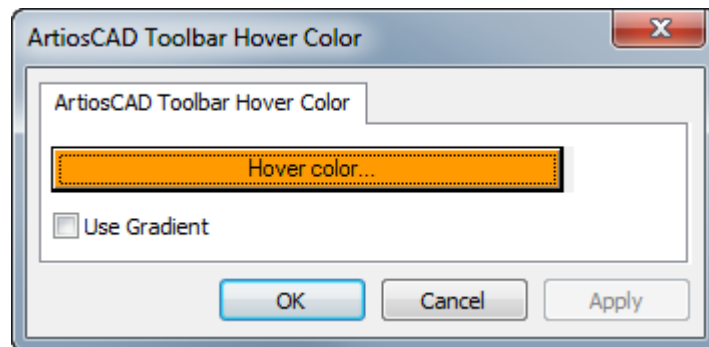 ArtiosCAD Toolbar Hover Color
ArtiosCAD Toolbar Hover Color
Hover color...
Use Gradient
OK Cancel Apply